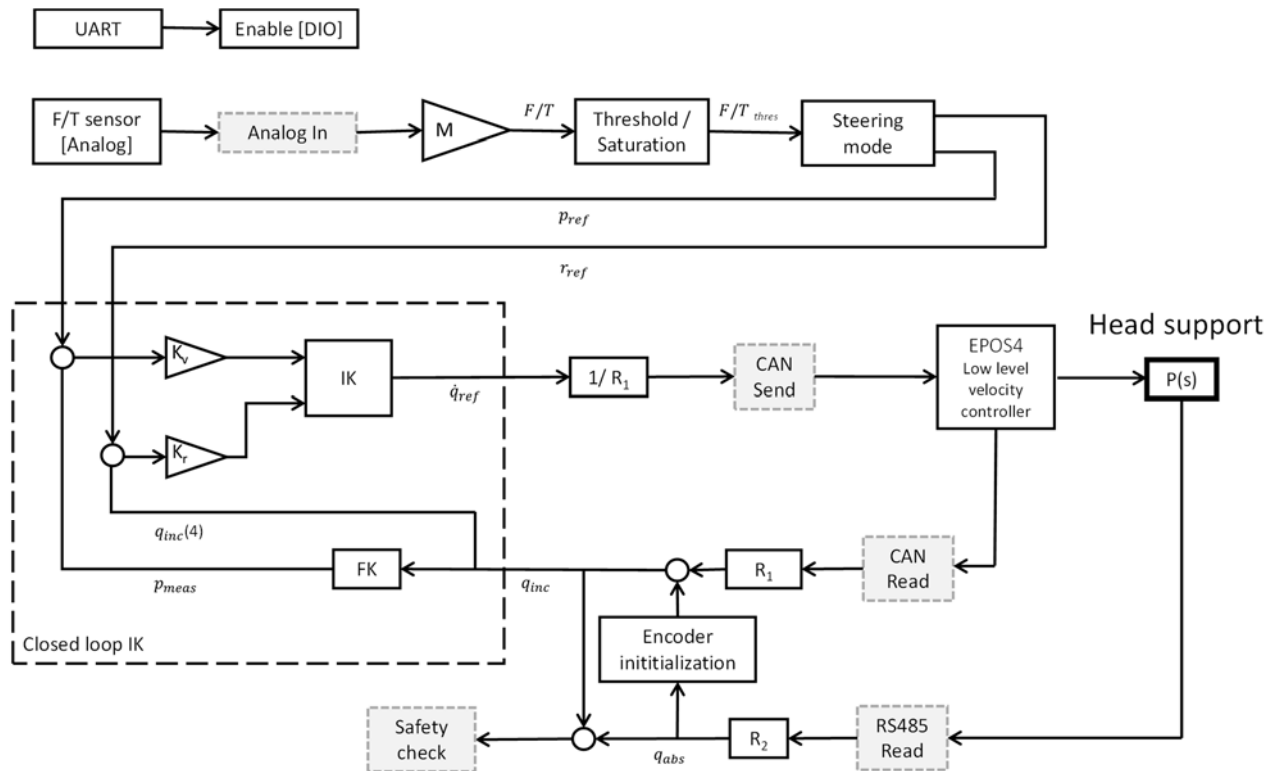 UART
Enable [DIO]
F/T sensor
[Analog]
Analog In
M
F/T
Threshold /
Saturation
F/T thres
Steering
mode
p_ref
r_ref
Head support
K_v
IK
q̇_ref
1/ R_1
CAN
Send
EPOS4
Low level
velocity
controller
P(s)
K_r
q_inc(4)
p_meas
FK
q_inc
R_1
CAN
Read
Closed loop IK
Encoder
inititialization
Safety
check
q_abs
R_2
RS485
Read